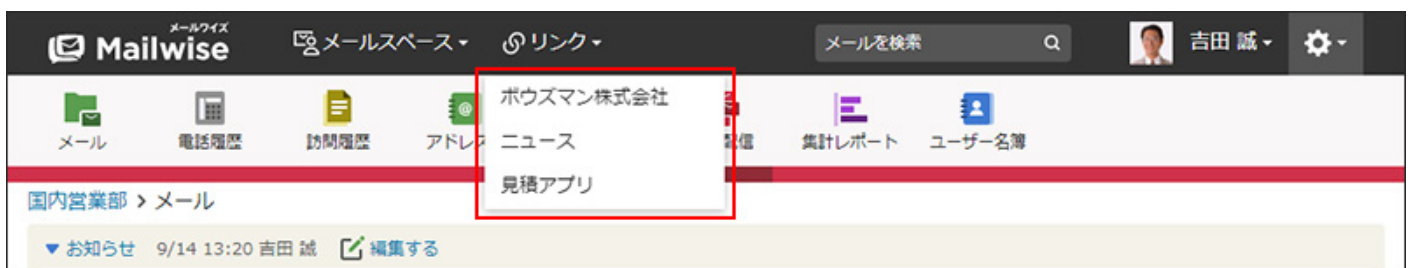 メールワイズ
Mailwise
メールスペース
リンク
メールを検索
吉田 誠
ボウズマン株式会社
ニュース
見積アプリ
メール
電話履歴
訪問履歴
アドレス
配信
集計レポート
ユーザー名簿
国内営業部 > メール
お知らせ 9/14 13:20 吉田 誠 編集する